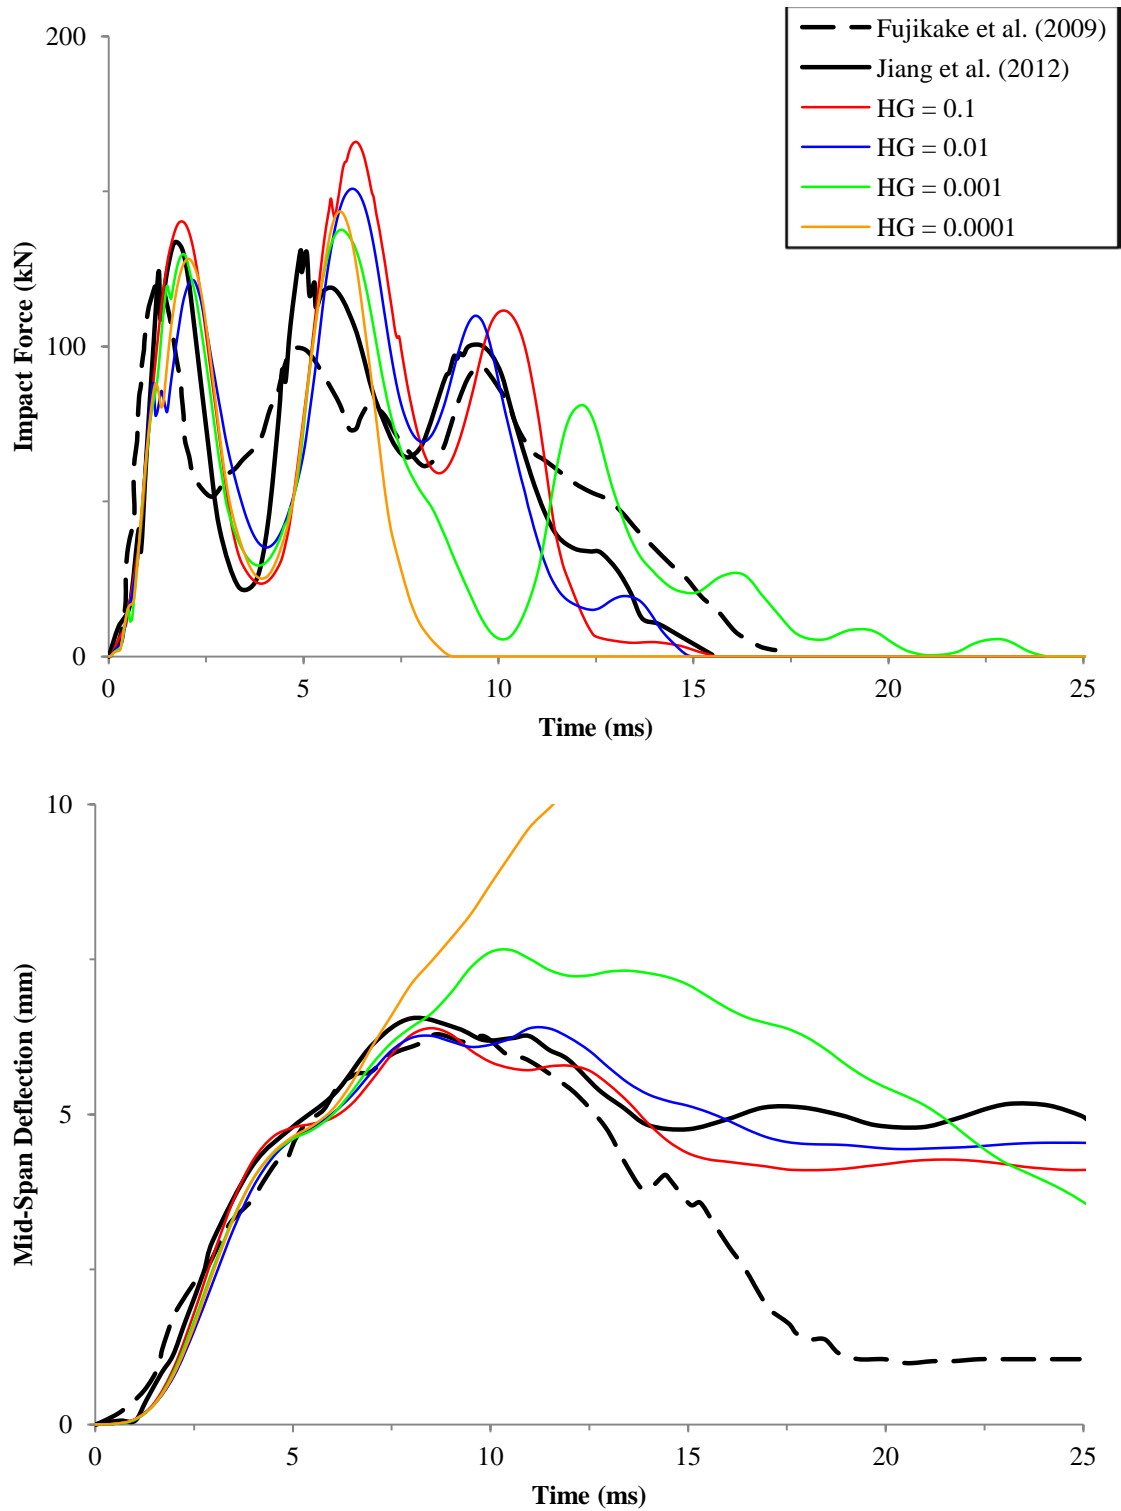 Fujikake et al. (2009)
Jiang et al. (2012)
HG = 0.1
HG = 0.01
HG = 0.001
HG = 0.0001
200
100
0
Impact Force (kN)
0 5 10 15 20 25
Time (ms)
10
5
0
Mid-Span Deflection (mm)
0 5 10 15 20 25
Time (ms)